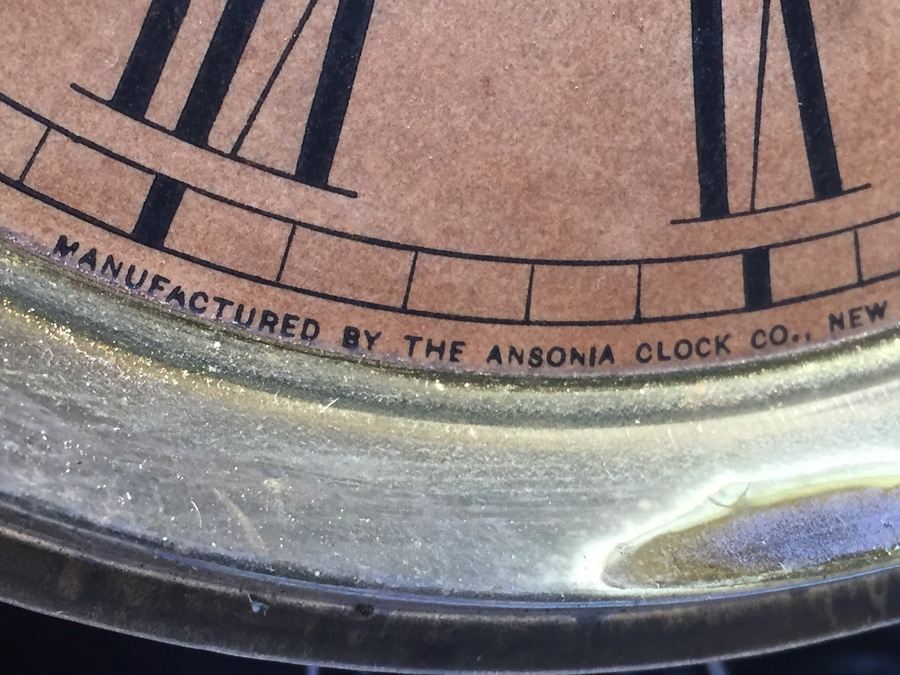 MANUFACTURED BY THE ANSONIA CLOCK CO., NEW